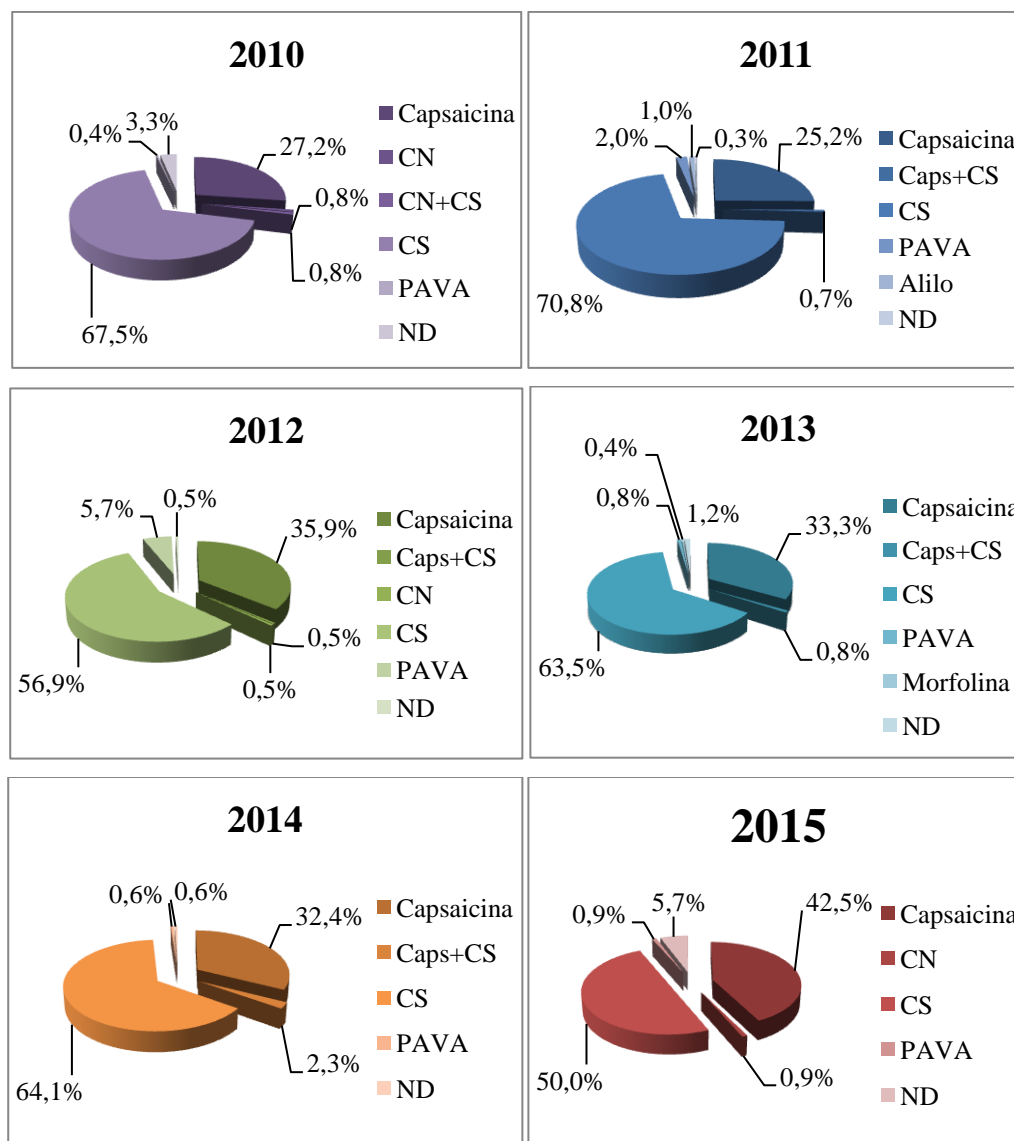 2010
3,3%
0,4%
27,2%
0,8%
0,8%
67,5%
Capsaicina
CN
CN+CS
CS
PAVA
ND
2011
1,0%
2,0%
0,3%
25,2%
0,7%
70,8%
Capsaicina
Caps+CS
CS
PAVA
Alilo
ND
2012
0,5%
5,7%
35,9%
0,5%
0,5%
56,9%
Capsaicina
Caps+CS
CN
CS
PAVA
ND
2013
0,4%
0,8%
1,2%
33,3%
0,8%
63,5%
Capsaicina
Caps+CS
CS
PAVA
Morfolina
ND
2014
0,6%
0,6%
32,4%
2,3%
64,1%
Capsaicina
Caps+CS
CS
PAVA
ND
2015
5,7%
0,9%
42,5%
0,9%
50,0%
Capsaicina
CN
CS
PAVA
ND